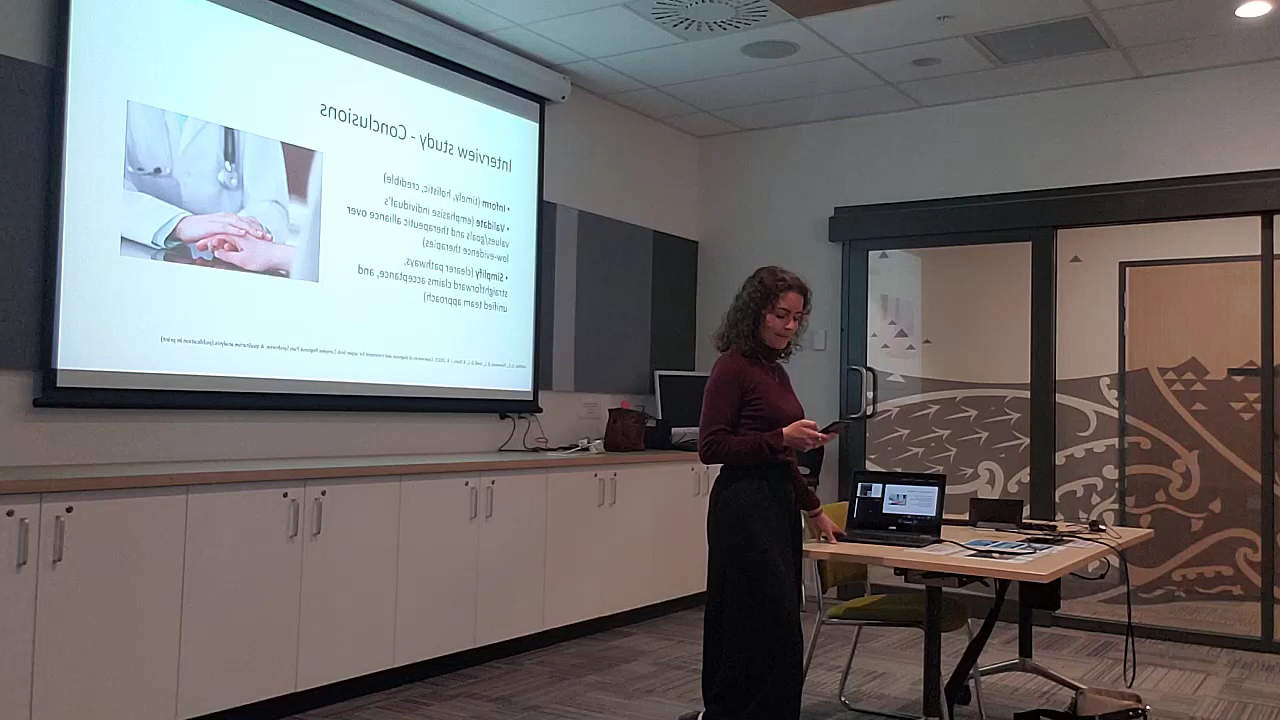 Interview study - Conclusions
• Inform (timely, holistic, credible)
• Validate (emphasise individual's
values/goals and therapeutic alliance over
low-evidence therapies)
• Simplify (clearer pathways,
straightforward claims acceptance, and
unified team approach)